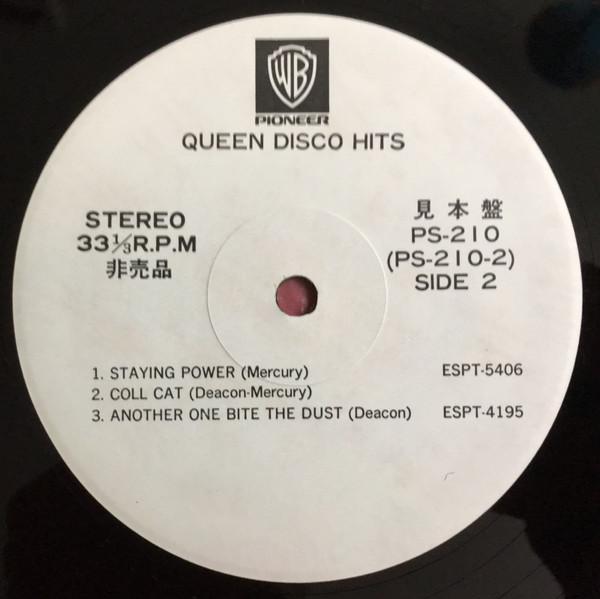 WB
PIONEER
QUEEN DISCO HITS
STEREO
33⅓R.P.M
非売品
見本盤
PS-210
(PS-210-2)
SIDE 2
1. STAYING POWER (Mercury) ESPT-5406
2. COLL CAT (Deacon-Mercury)
3. ANOTHER ONE BITE THE DUST (Deacon) ESPT-4195